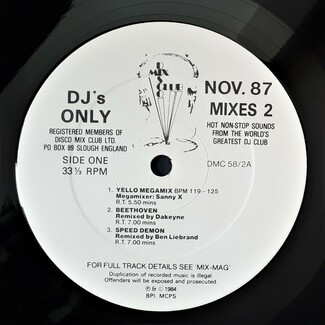 DJ's
ONLY
REGISTERED MEMBERS OF
DISCO MIX CLUB LTD.
PO BOX 89 SLOUGH ENGLAND
SIDE ONE
33⅓ RPM
DISCO
MIX CLUB
NOV. 87
MIXES 2
HOT NON-STOP SOUNDS
FROM THE WORLD'S
GREATEST DJ CLUB
DMC 58/2A
1. YELLO MEGAMIX BPM 119 - 125
Megamixer: Sanny X
R.T. 5.50 mins
2. BEETHOVEN
Remixed by Dakeyne
R.T. 7.00 mins
3. SPEED DEMON
Remixed by Ben Liebrand
R.T. 7.00 mins
FOR FULL TRACK DETAILS SEE 'MIX-MAG'
Duplication of recorded music is illegal.
Offenders will be exposed and prosecuted.
℗ & © 1984
BPI. MCPS